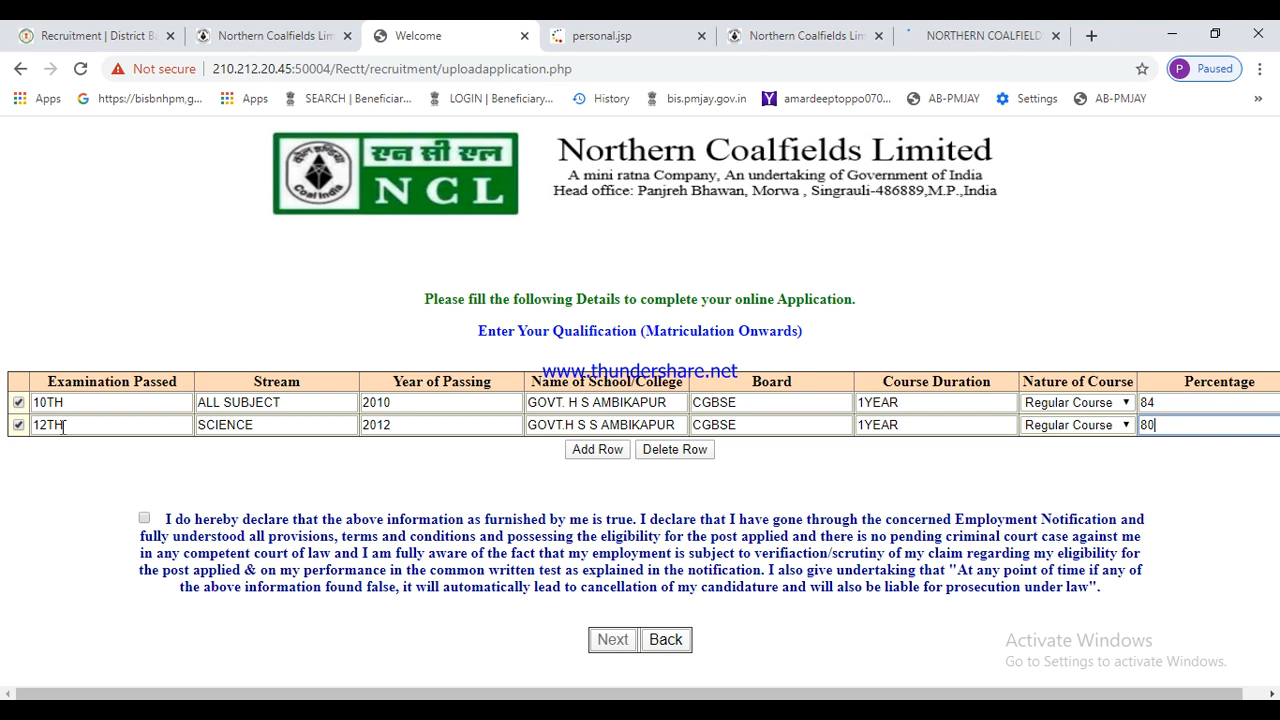 Recruitment | District Ba
Northern Coalfields Lim
Welcome
personal.jsp
Northern Coalfields Lim
NORTHERN COALFIELDS
Not secure
210.212.20.45:50004/Rectt/recruitment/uploadapplication.php
P Paused
Apps
https://bisbnhpm,g...
Apps
SEARCH | Beneficiar...
LOGIN | Beneficiary...
History
bis.pmjay.gov.in
amardeeptoppo070...
AB-PMJAY
Settings
AB-PMJAY
»
Coal India
एन सी एल
NCL
Northern Coalfields Limited
A mini ratna Company, An undertaking of Government of India
Head office: Panjreh Bhawan, Morwa , Singrauli-486889,M.P.,India
Please fill the following Details to complete your online Application.
Enter Your Qualification (Matriculation Onwards)
www.thundershare.net
Examination Passed Stream Year of Passing Name of School/College Board Course Duration Nature of Course Percentage
10TH ALL SUBJECT 2010 GOVT. H S AMBIKAPUR CGBSE 1YEAR Regular Course 84
12TH SCIENCE 2012 GOVT.H S S AMBIKAPUR CGBSE 1YEAR Regular Course 80
Add Row Delete Row
I do hereby declare that the above information as furnished by me is true. I declare that I have gone through the concerned Employment Notification and
fully understood all provisions, terms and conditions and possessing the eligibility for the post applied and there is no pending criminal court case against me
in any competent court of law and I am fully aware of the fact that my employment is subject to verifiaction/scrutiny of my claim regarding my eligibility for
the post applied & on my performance in the common written test as explained in the notification. I also give undertaking that "At any point of time if any of
the above information found false, it will automatically lead to cancellation of my candidature and will also be liable for prosecution under law".
Next Back
Activate Windows
Go to Settings to activate Windows.